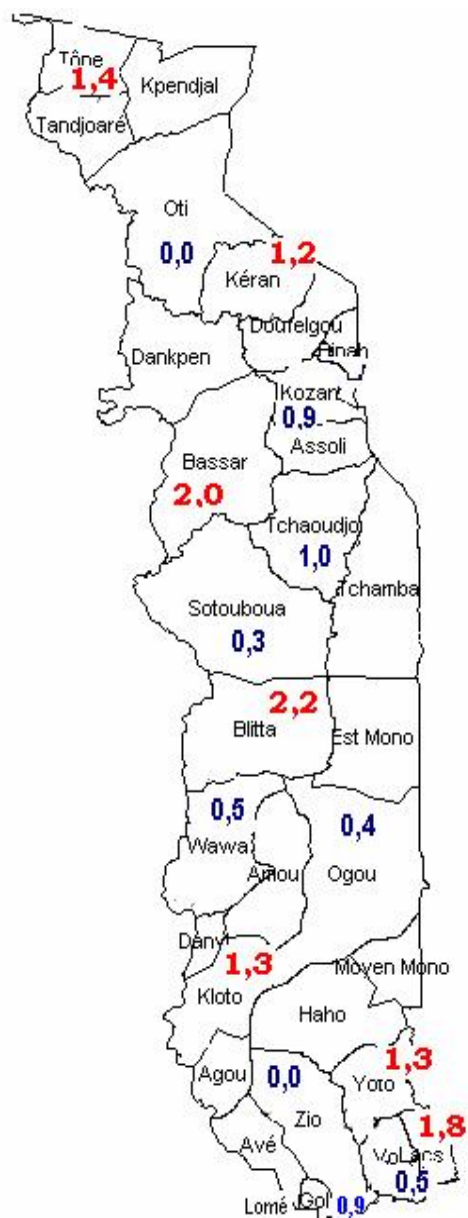 Tône
1,4
Kpendjal
Tandjoaré
Oti
0,0
1,2
Kéran
Doufelgou
Binah
Dankpen
Kozart
0,9
Assoli
Bassar
2,0
Tchaoudjo
1,0
Tchamba
Sotouboua
0,3
2,2
Blitta
Est Mono
0,5
0,4
Wawa
Amou
Ogou
Danyi
1,3
Moyen Mono
Kloto
Haho
1,3
Agou
0,0
Yoto
Zio
1,8
Avé
Vo
Lacs
0,5
Lomé
Gol
0,9